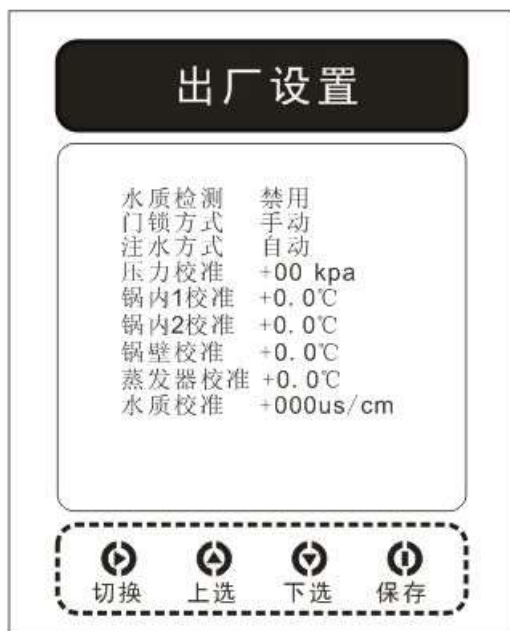 出厂设置
水质检测 禁用
门锁方式 手动
注水方式 自动
压力校准 +00 kpa
锅内1校准 +0.0℃
锅内2校准 +0.0℃
锅壁校准 +0.0℃
蒸发器校准 +0.0℃
水质校准 +000us/cm
切换 上选 下选 保存